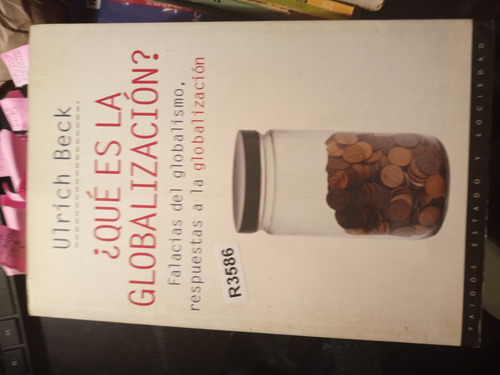 Ulrich Beck
¿QUÉ ES LA
GLOBALIZACIÓN?
Falacias del globalismo,
respuestas a la globalización
R3586
PAIDÓS ESTADO Y SOCIEDAD